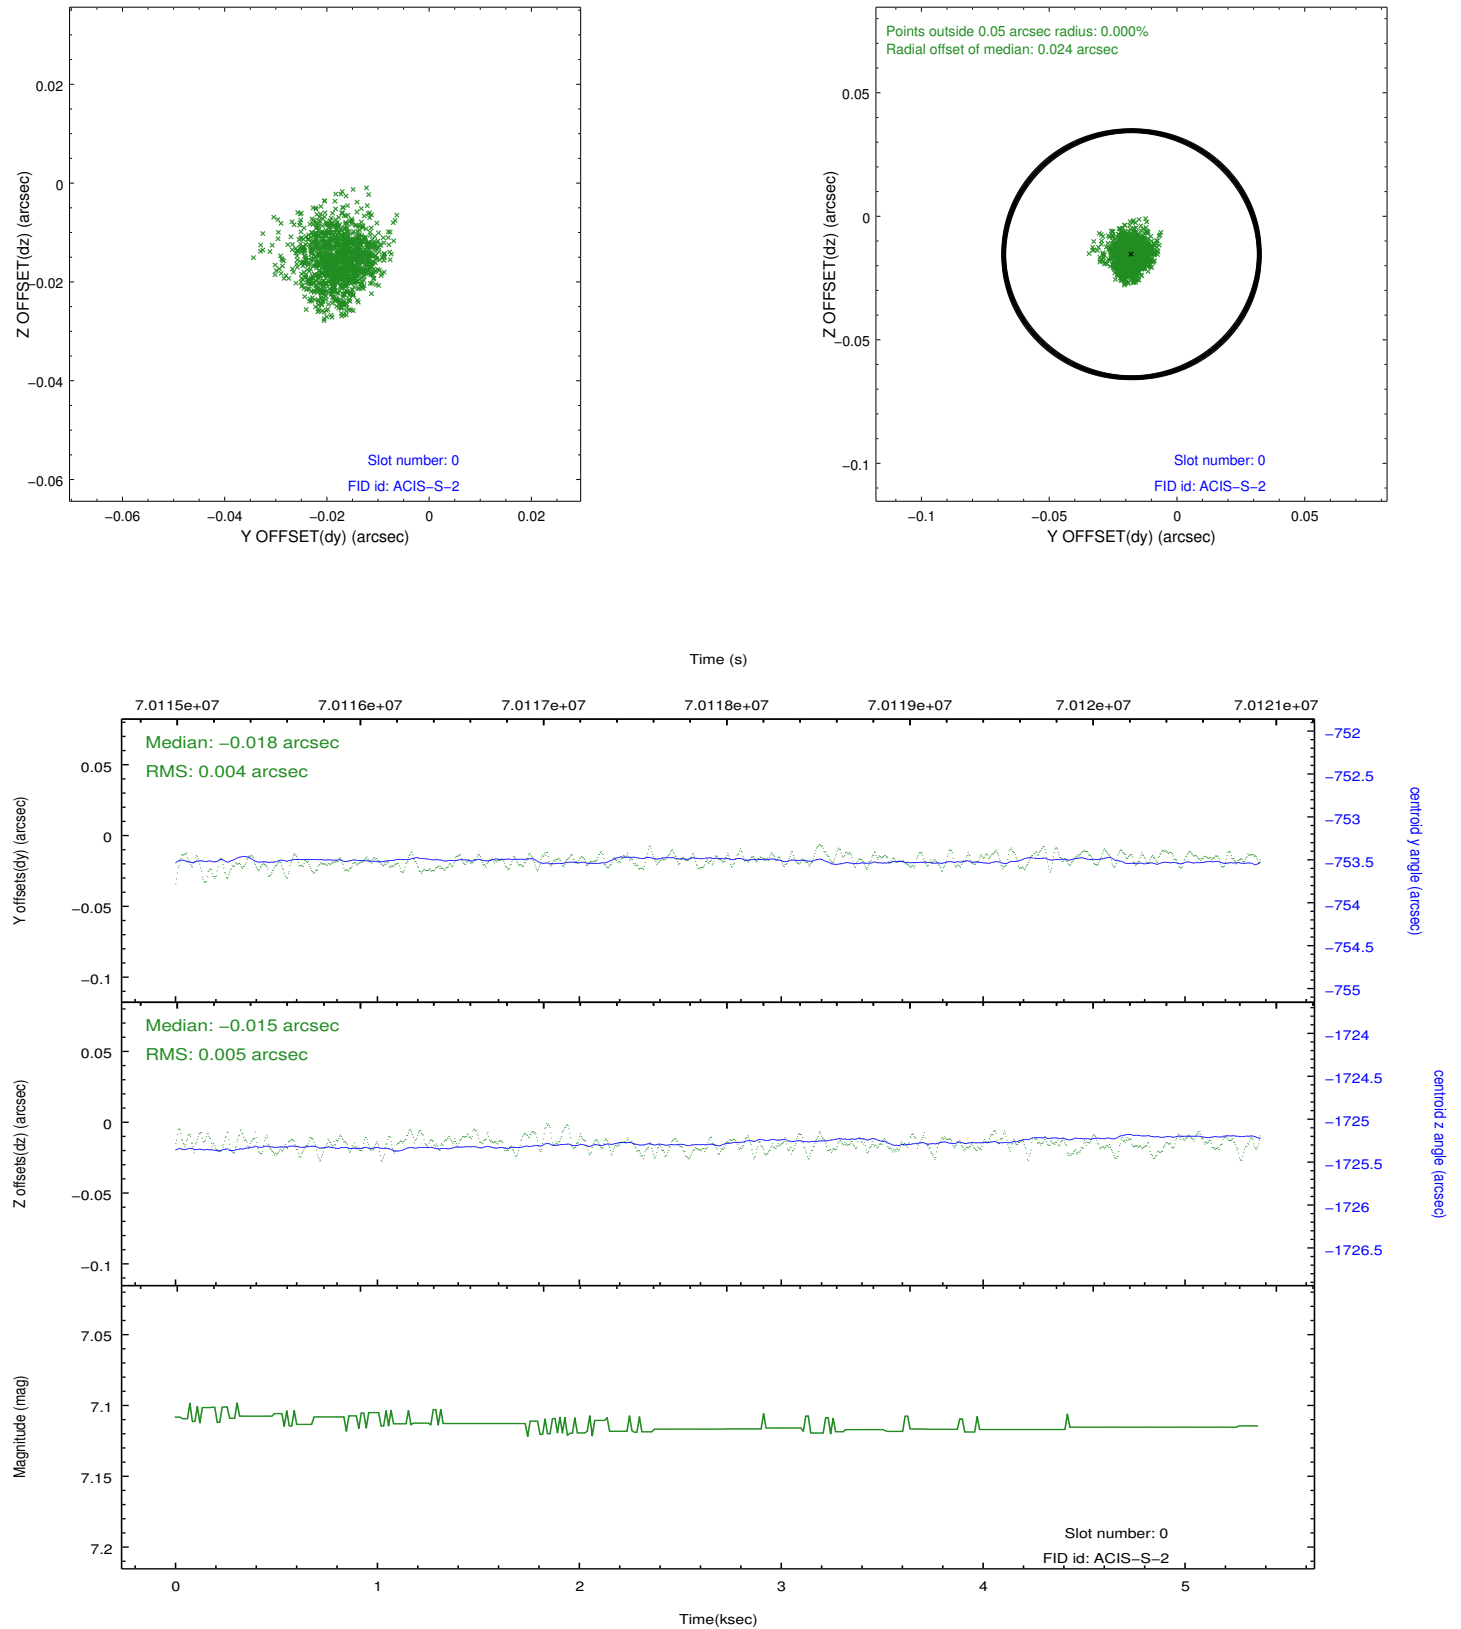 0.02
0
−0.02
−0.04
−0.06
Z OFFSET(dz) (arcsec)
Slot number: 0
FID id: ACIS−S−2
−0.06 −0.04 −0.02 0 0.02
Y OFFSET(dy) (arcsec)
Points outside 0.05 arcsec radius: 0.000%
Radial offset of median: 0.024 arcsec
0.05
0
−0.05
−0.1
Z OFFSET(dz) (arcsec)
Slot number: 0
FID id: ACIS−S−2
−0.1 −0.05 0 0.05
Y OFFSET(dy) (arcsec)
Time (s)
7.0115e+07 7.0116e+07 7.0117e+07 7.0118e+07 7.0119e+07 7.012e+07 7.0121e+07
Median: −0.018 arcsec
RMS: 0.004 arcsec
0.05
0
−0.05
−0.1
Y offsets(dy) (arcsec)
−752
−752.5
−753
−753.5
−754
−754.5
−755
centroid y angle (arcsec)
Median: −0.015 arcsec
RMS: 0.005 arcsec
0.05
0
−0.05
−0.1
Z offsets(dz) (arcsec)
−1724
−1724.5
−1725
−1725.5
−1726
−1726.5
centroid z angle (arcsec)
7.05
7.1
7.15
7.2
Magnitude (mag)
Slot number: 0
FID id: ACIS−S−2
0 1 2 3 4 5
Time(ksec)